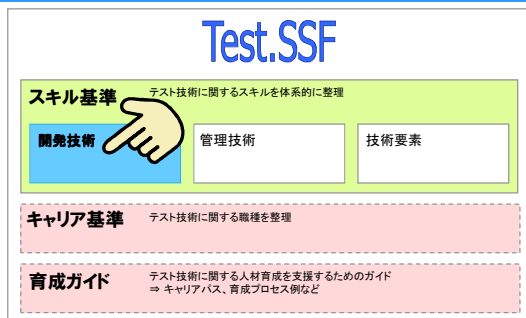 Test.SSF
スキル基準
テスト技術に関するスキルを体系的に整理
開発技術
管理技術
技術要素
キャリア基準
テスト技術に関する職種を整理
育成ガイド
テスト技術に関する人材育成を支援するためのガイド
⇒ キャリアパス、育成プロセス例など